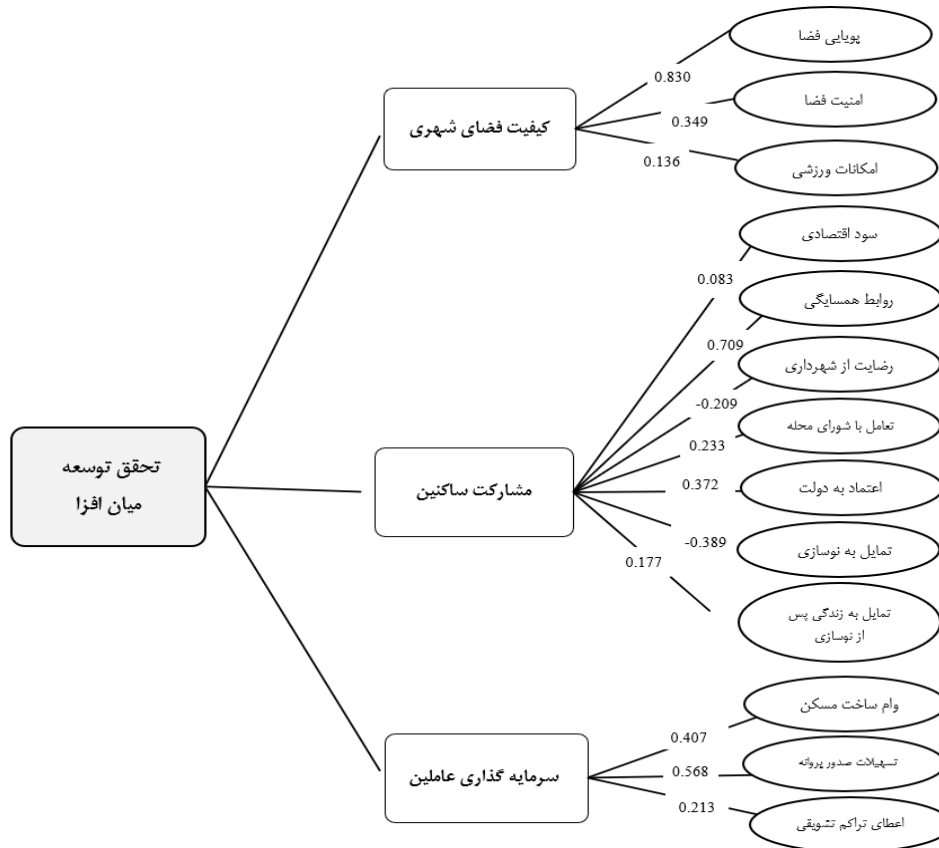 پویایی فضا
0.830
امنیت فضا
0.349
کیفیت فضای شهری
0.136
امکانات ورزشی
سود اقتصادی
0.083
روابط همسایگی
0.709
رضایت از شهرداری
-0.209
تعامل با شورای محله
0.233
تحقق توسعه
میان افزا
مشارکت ساکنین
0.372
اعتماد به دولت
-0.389
تمایل به نوسازی
0.177
تمایل به زندگی پس
از نوسازی
وام ساخت مسکن
0.407
سرمایه گذاری عاملین
0.568
تسهیلات صدور پروانه
0.213
اعطای تراکم تشویقی